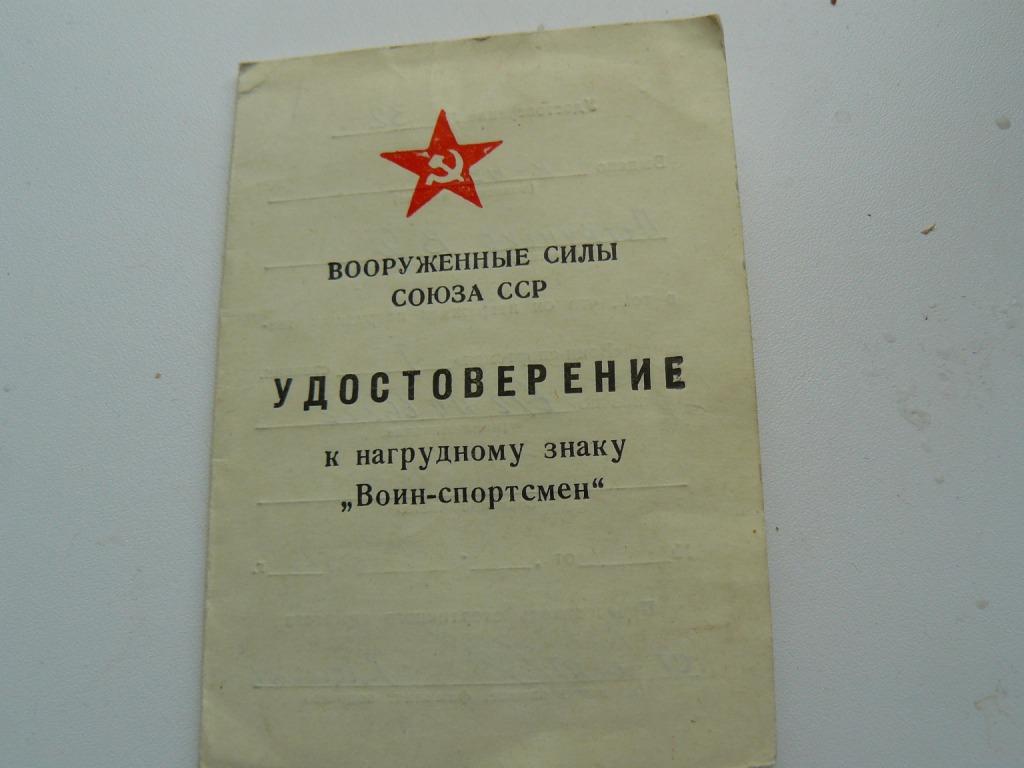 ВООРУЖЕННЫЕ СИЛЫ
СОЮЗА ССР
УДОСТОВЕРЕНИЕ
к нагрудному знаку
„Воин-спортсмен“